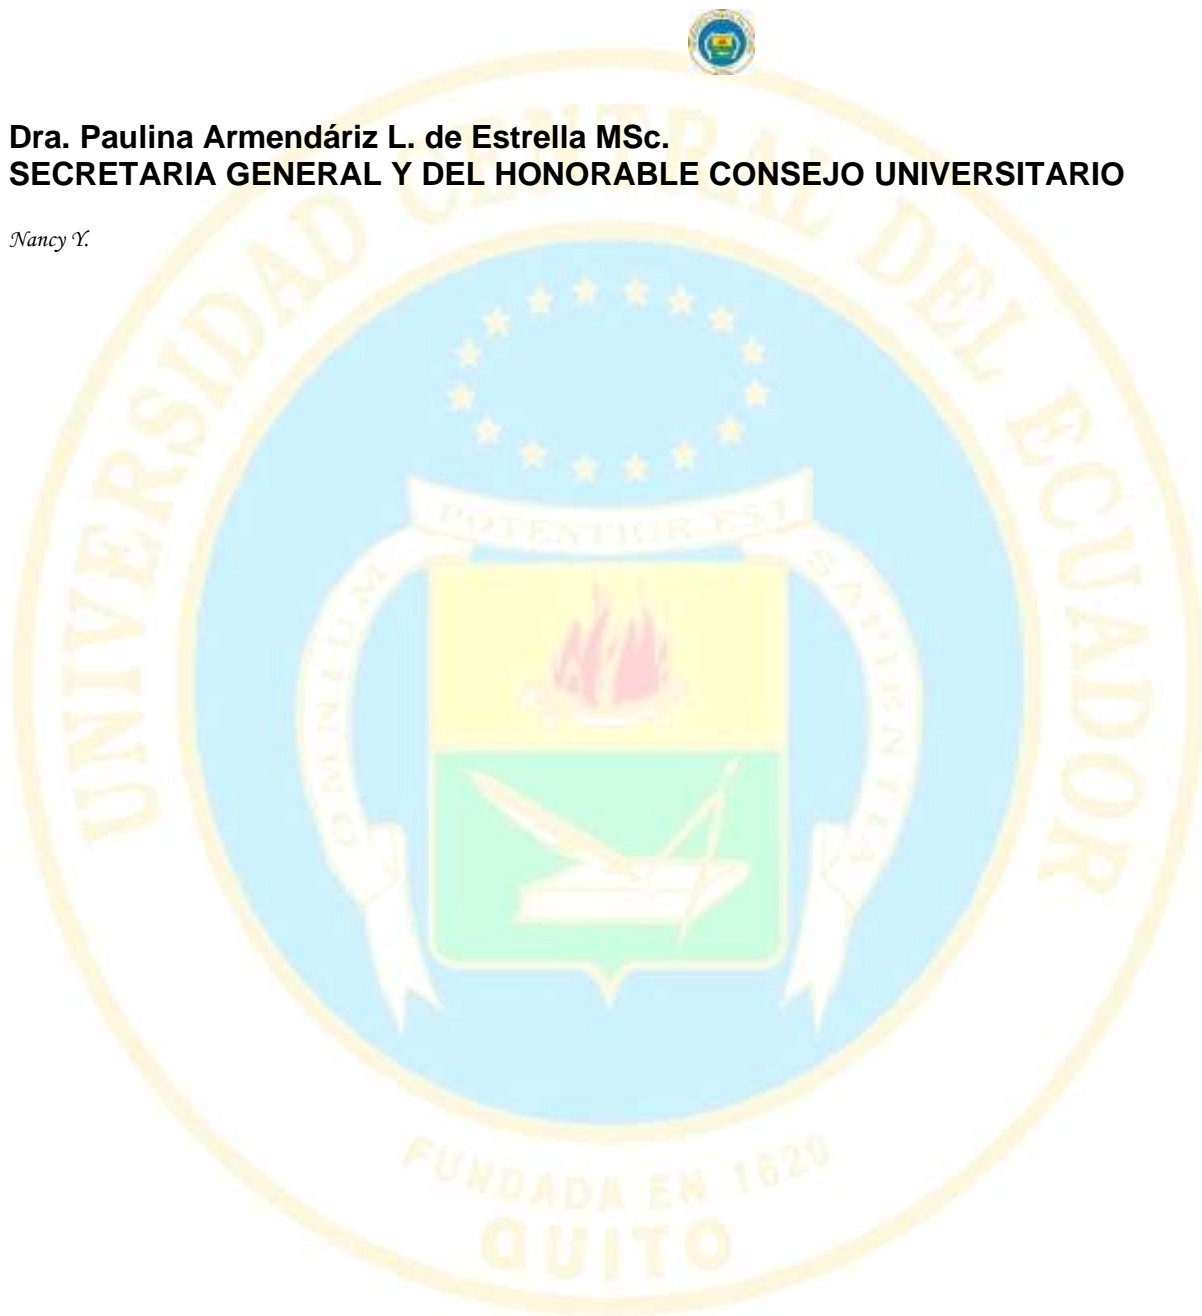 Dra. Paulina Armendáriz L. de Estrella MSc.
SECRETARIA GENERAL Y DEL HONORABLE CONSEJO UNIVERSITARIO
Nancy Y.
UNIVERSIDAD CENTRAL DEL ECUADOR
OMNIUM POTENTIOR EST SAPIENTIA
FUNDADA EN 1620
QUITO